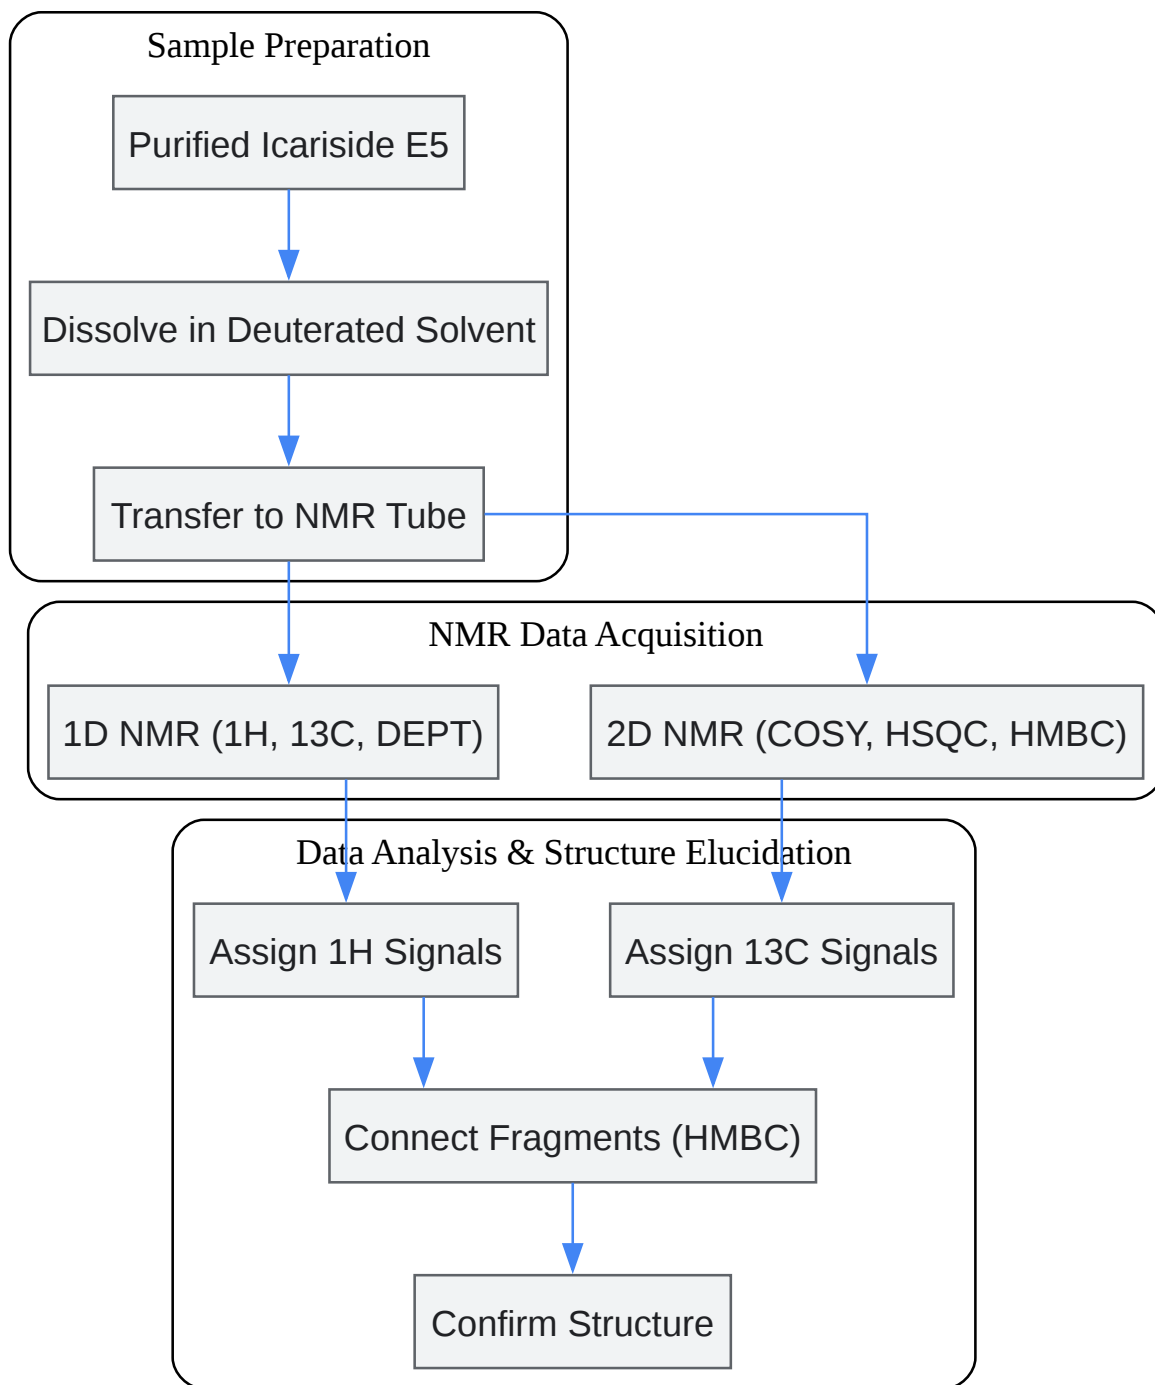 Sample Preparation
Purified Icariside E5
Dissolve in Deuterated Solvent
Transfer to NMR Tube
NMR Data Acquisition
1D NMR (1H, 13C, DEPT)
2D NMR (COSY, HSQC, HMBC)
Data Analysis & Structure Elucidation
Assign 1H Signals
Assign 13C Signals
Connect Fragments (HMBC)
Confirm Structure